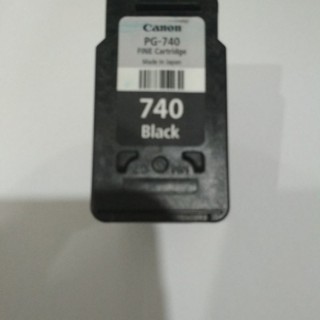 Canon
PG-740
FINE Cartridge
Made in Japan
740
Black